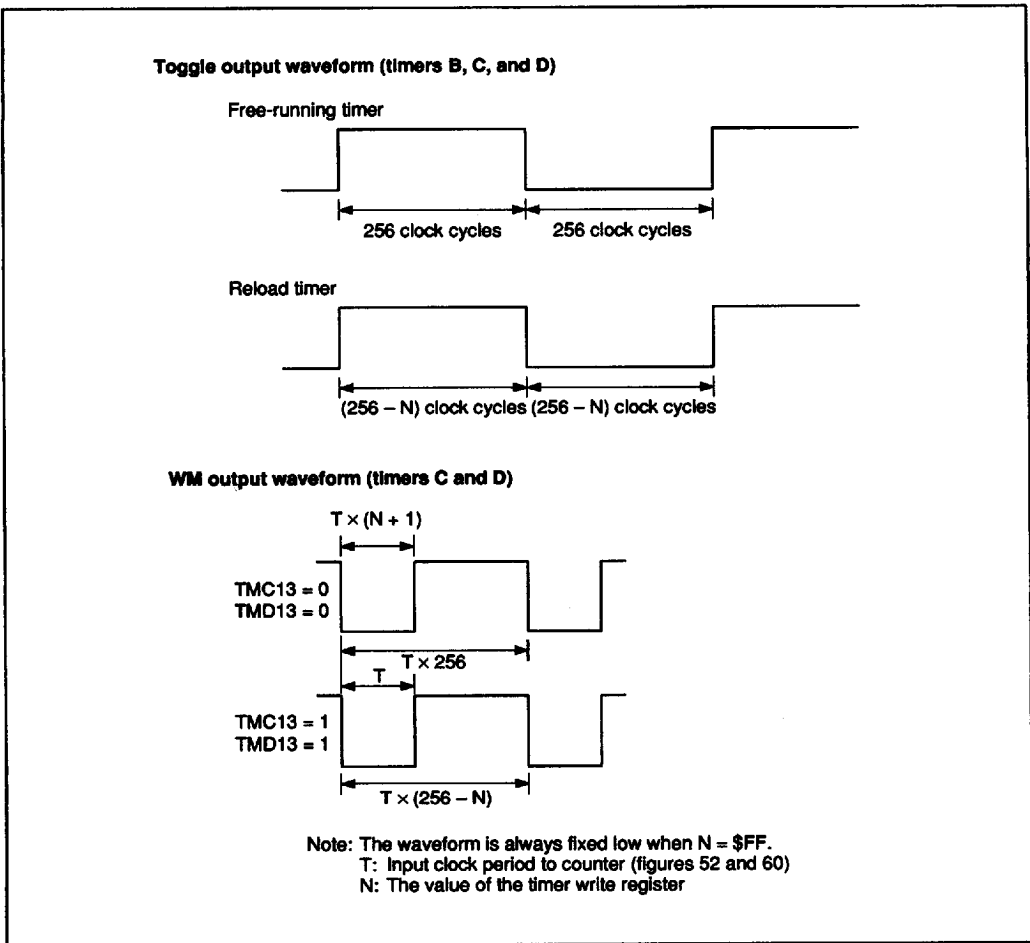 Toggle output waveform (timers B, C, and D)
Free-running timer
256 clock cycles 256 clock cycles
Reload timer
(256 – N) clock cycles (256 – N) clock cycles
WM output waveform (timers C and D)
T × (N + 1)
TMC13 = 0
TMD13 = 0
T × 256
T
TMC13 = 1
TMD13 = 1
T × (256 – N)
Note: The waveform is always fixed low when N = $FF.
T: Input clock period to counter (figures 52 and 60)
N: The value of the timer write register